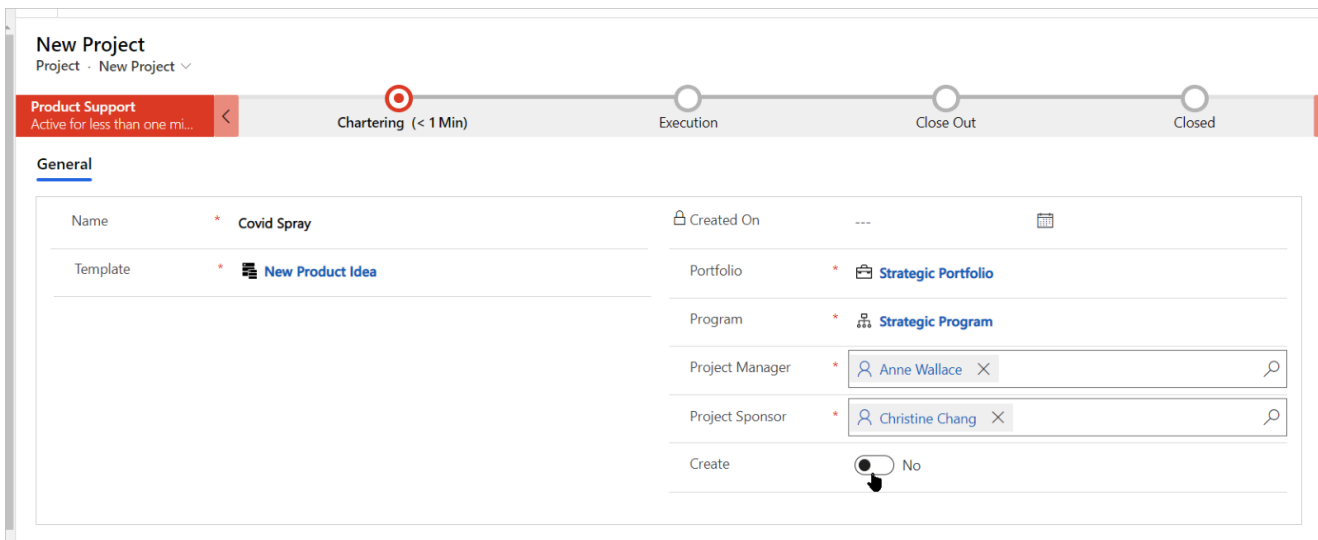 New Project
Project · New Project
Product Support
Active for less than one mi...
Chartering (< 1 Min)
Execution
Close Out
Closed
General
Name * Covid Spray
Template * New Product Idea
Created On ---
Portfolio * Strategic Portfolio
Program * Strategic Program
Project Manager * Anne Wallace
Project Sponsor * Christine Chang
Create No